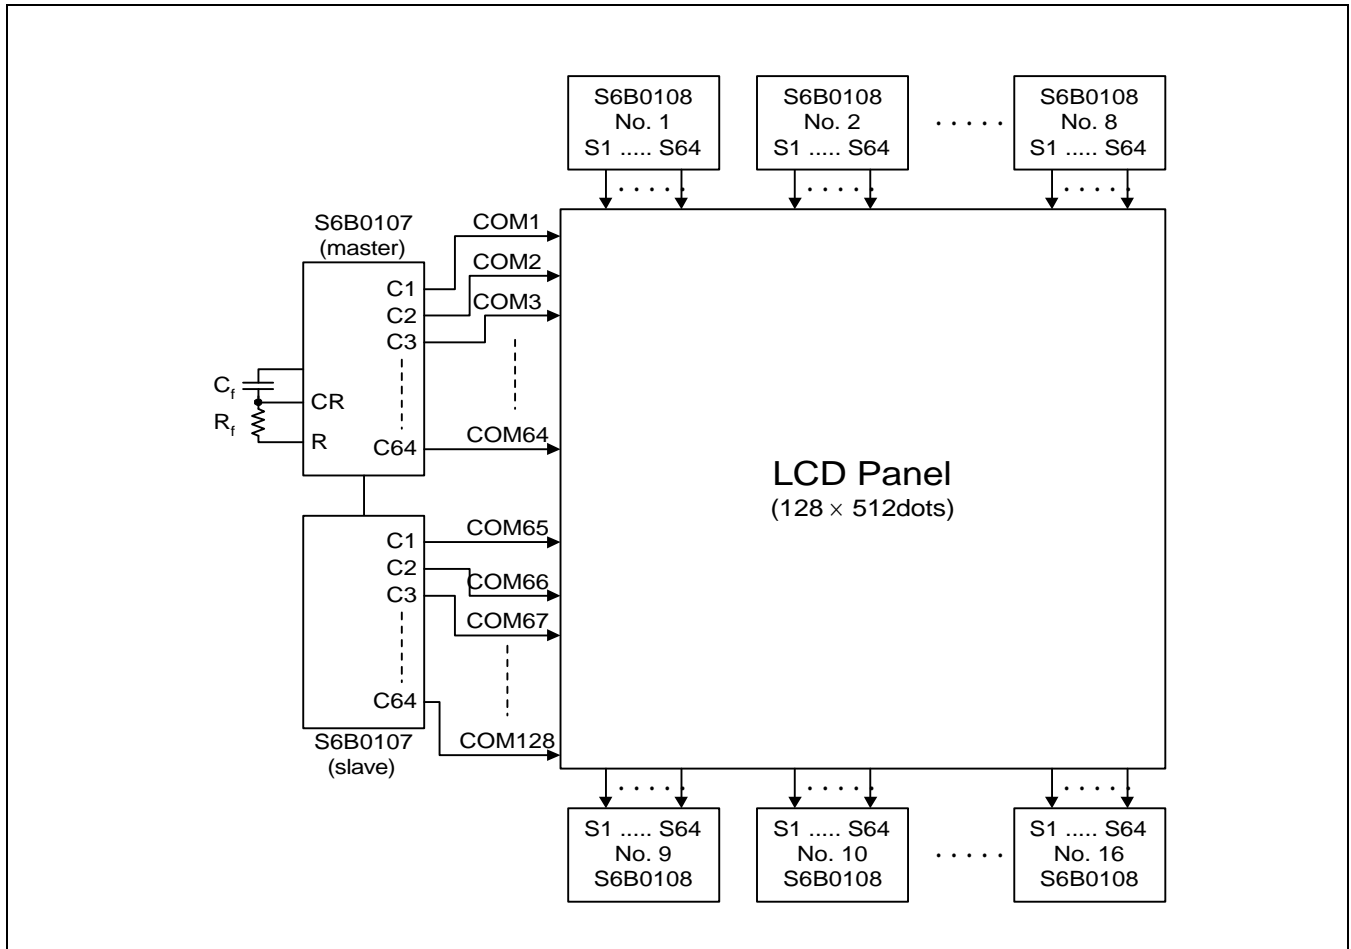 S6B0108
No. 1
S1 ..... S64
S6B0108
No. 2
S1 ..... S64
.....
S6B0108
No. 8
S1 ..... S64
.....
.....
.....
S6B0107
(master)
C1
C2
C3
C64
CR
R
Cf
Rf
COM1
COM2
COM3
COM64
LCD Panel
(128 × 512dots)
C1
C2
C3
C64
S6B0107
(slave)
COM65
COM66
COM67
COM128
.....
.....
.....
S1 ..... S64
No. 9
S6B0108
S1 ..... S64
No. 10
S6B0108
.....
S1 ..... S64
No. 16
S6B0108